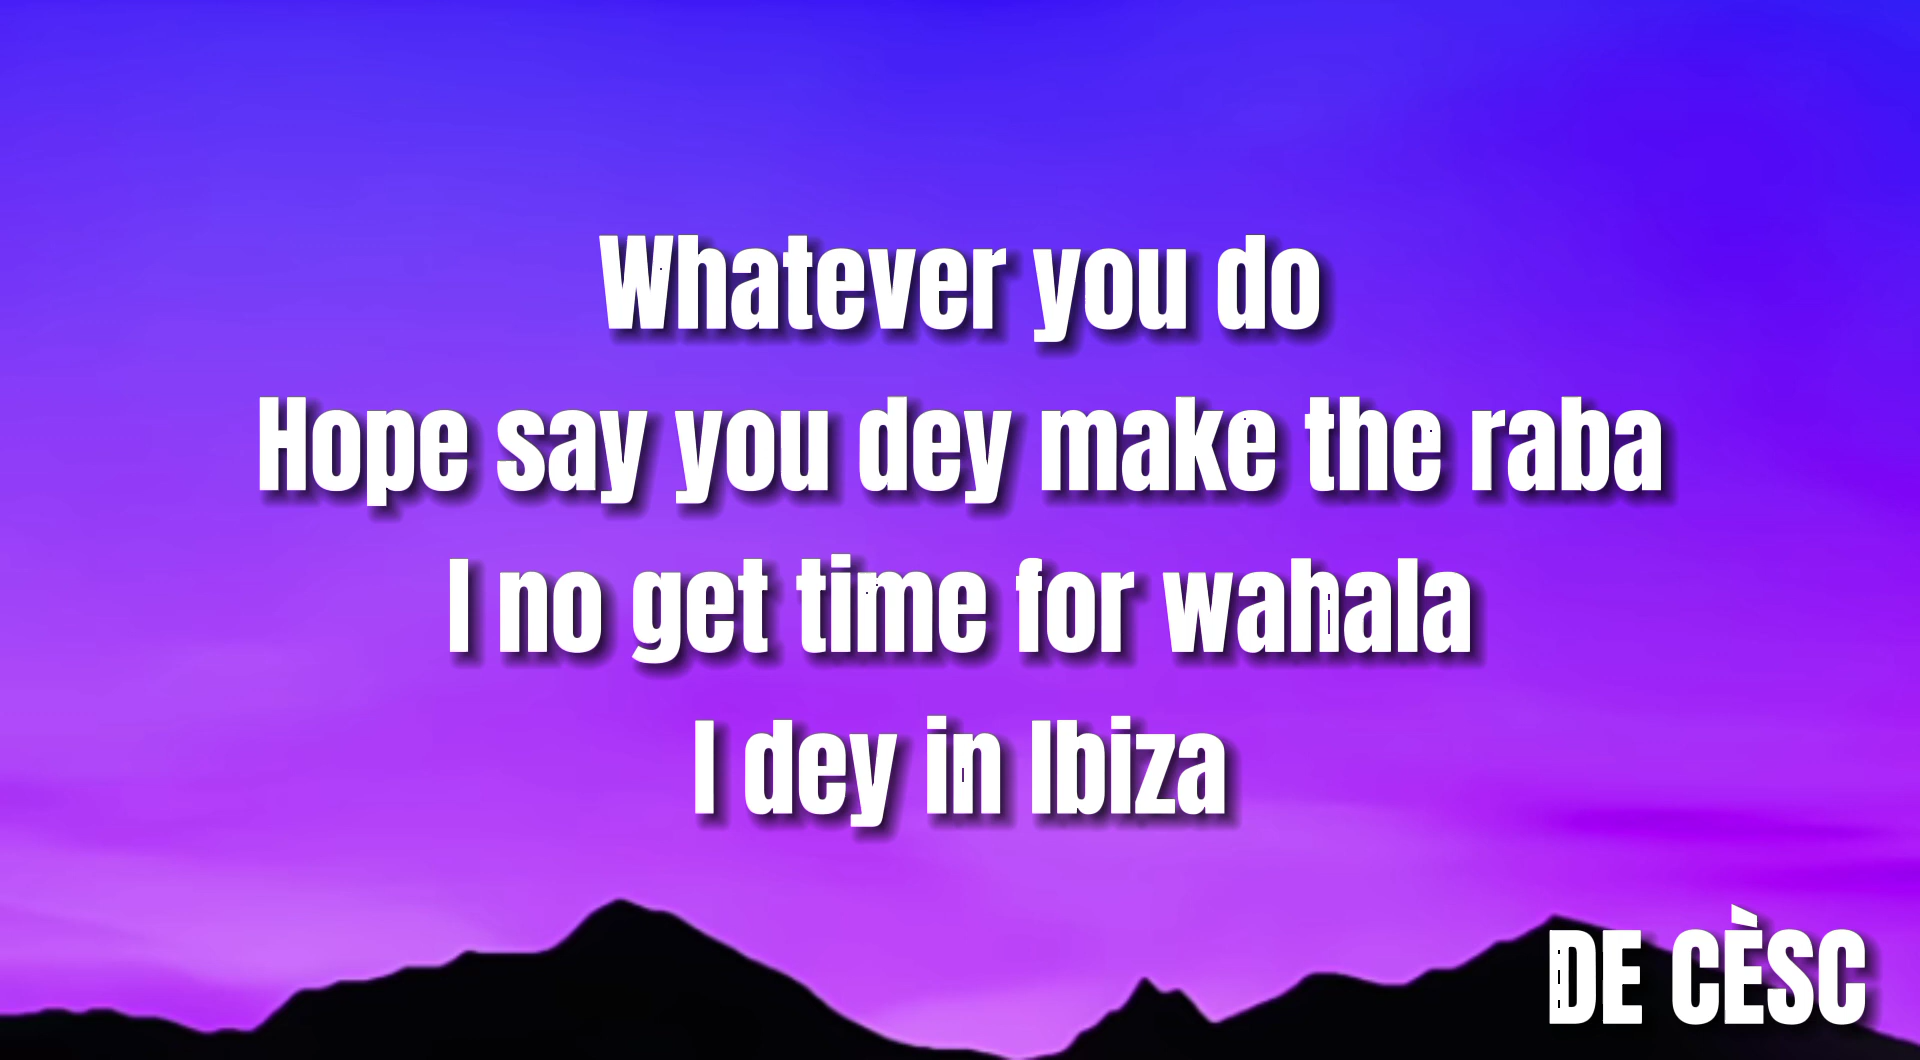 Whatever you do
Hope say you dey make the raba
I no get time for wahala
I dey in Ibiza
DE CÈSC